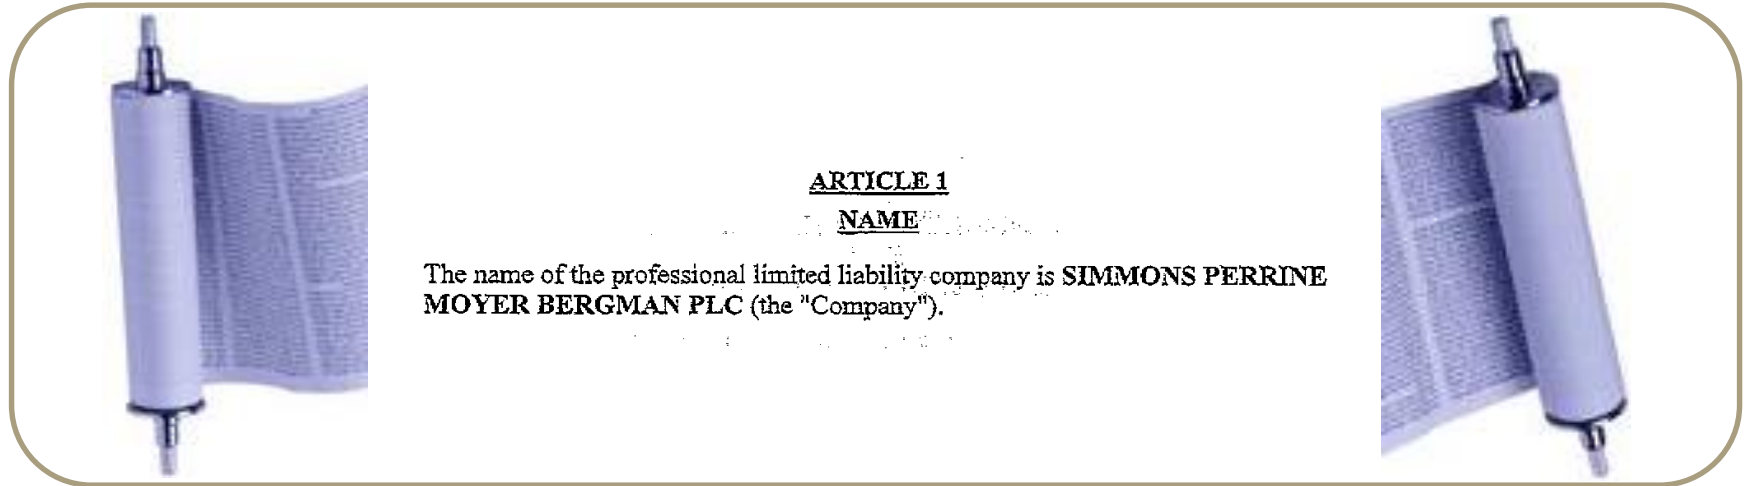 ARTICLE 1
NAME
The name of the professional limited liability company is SIMMONS PERRINE
MOYER BERGMAN PLC (the "Company").